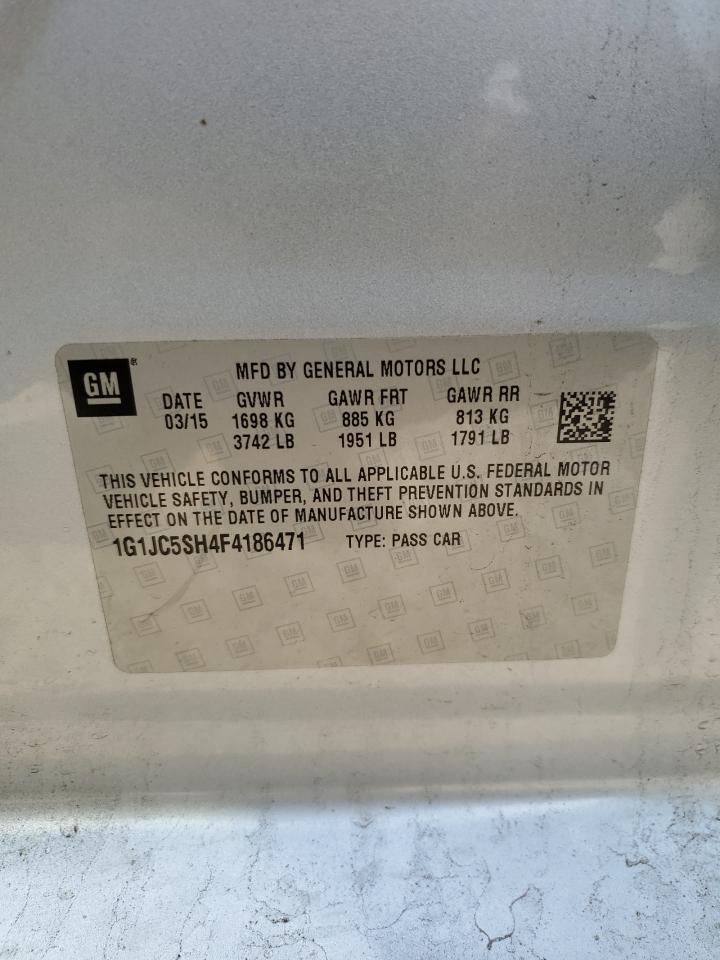 GM®
MFD BY GENERAL MOTORS LLC
DATE GVWR GAWR FRT GAWR RR
03/15 1698 KG 885 KG 813 KG
3742 LB 1951 LB 1791 LB
THIS VEHICLE CONFORMS TO ALL APPLICABLE U.S. FEDERAL MOTOR
VEHICLE SAFETY, BUMPER, AND THEFT PREVENTION STANDARDS IN
EFFECT ON THE DATE OF MANUFACTURE SHOWN ABOVE.
1G1JC5SH4F4186471 TYPE: PASS CAR